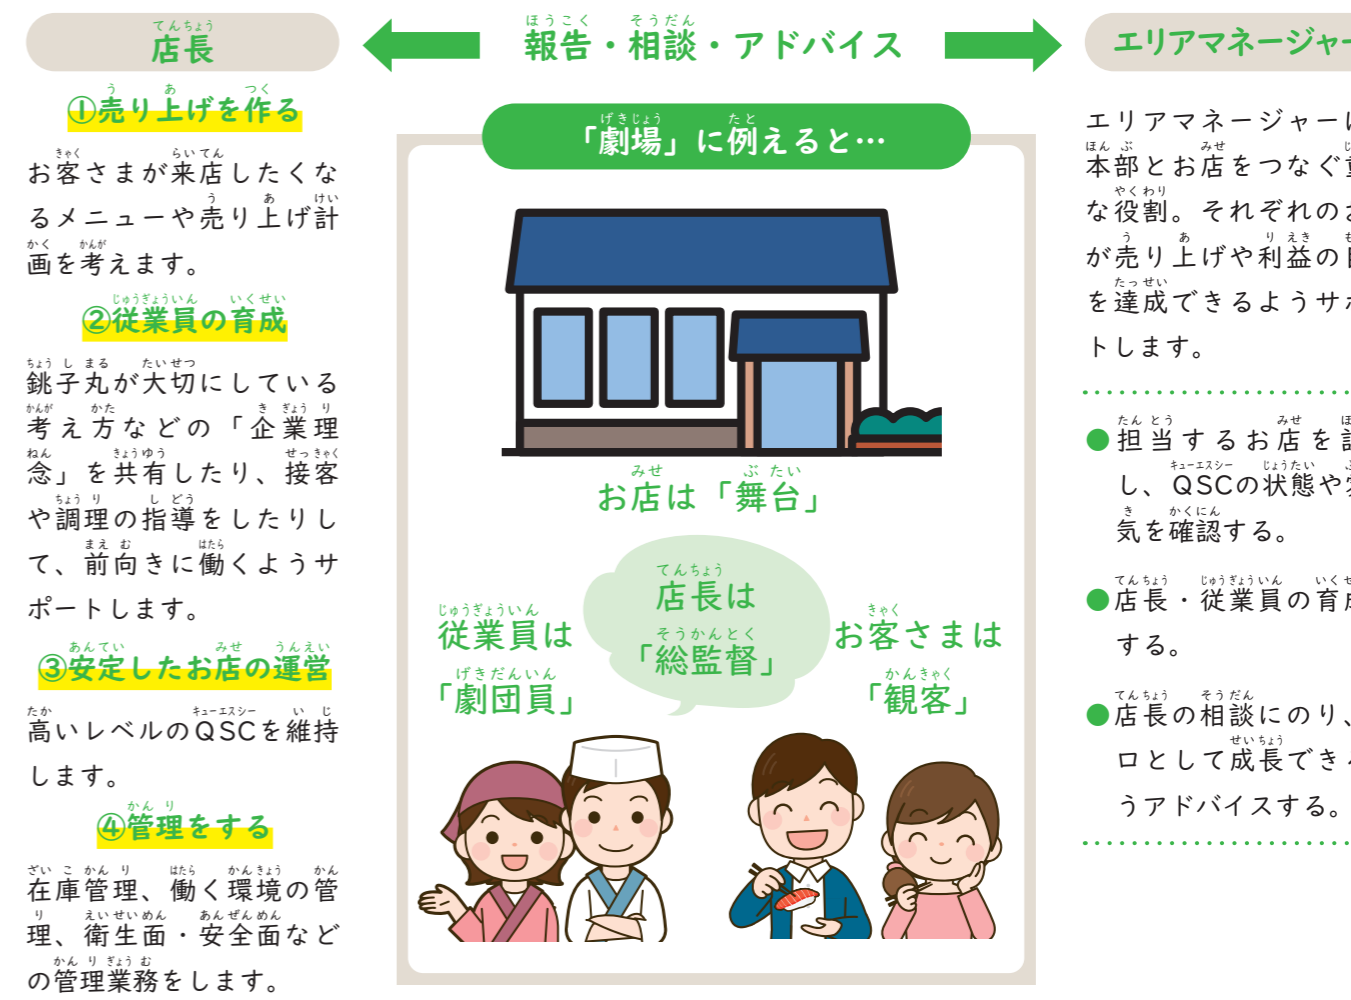 店長
①売り上げを作る
お客さまが来店したくな
るメニューや売り上げ計
画を考えます。
②従業員の育成
銚子丸が大切にしている
考え方などの「企業理
念」を共有したり、接客
や調理の指導をしたりし
て、前向きに働くようサ
ポートします。
③安定したお店の運営
高いレベルのQSCを維持
します。
④管理をする
在庫管理、働く環境の管
理、衛生面・安全面など
の管理業務をします。
報告・相談・アドバイス
「劇場」に例えると…
お店は「舞台」
店長は
「総監督」
従業員は
「劇団員」
お客さまは
「観客」
エリアマネージャー
エリアマネージャー
本部とお店をつなぐ
な役割。それぞれのお
が売り上げや利益の
を達成できるようサポ
トします。
●担当するお店を
し、QSCの状態や
気を確認する。
●店長・従業員の育成
する。
●店長の相談にのり、
ロとして成長でき
うアドバイスする。